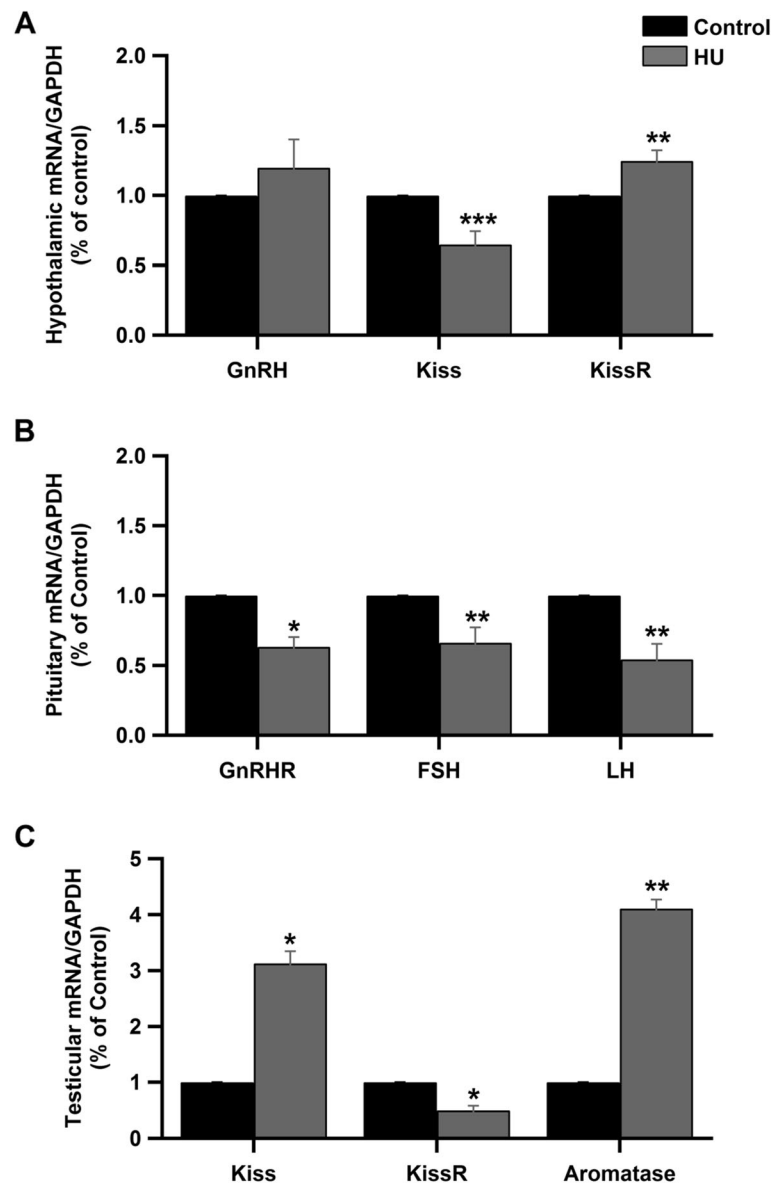 A
Control
HU
Hypothalamic mRNA/GAPDH
(% of control)
2.0
1.5
1.0
0.5
0.0
**
***
GnRH Kiss KissR
B
Pituitary mRNA/GAPDH
(% of Control)
2.0
1.5
1.0
0.5
0.0
* ** **
GnRHR FSH LH
C
Testicular mRNA/GAPDH
(% of Control)
5
4
3
2
1
0
**
*
*
Kiss KissR Aromatase